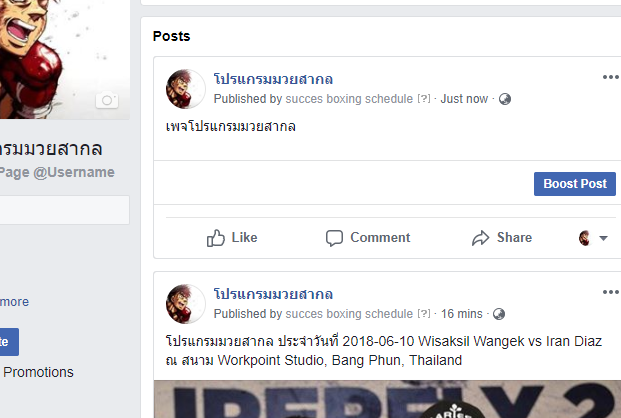 Posts
โปรแกรมมวยสากล
Published by succes boxing schedule [?] · Just now ·
เพจโปรแกรมมวยสากล
Boost Post
Like
Comment
Share
รมมวยสากล
Page @Username
more
Promotions
โปรแกรมมวยสากล
Published by succes boxing schedule [?] · 16 mins ·
โปรแกรมมวยสากล ประจำวันที่ 2018-06-10 Wisaksil Wangek vs Iran Diaz
ณ สนาม Workpoint Studio, Bang Phun, Thailand